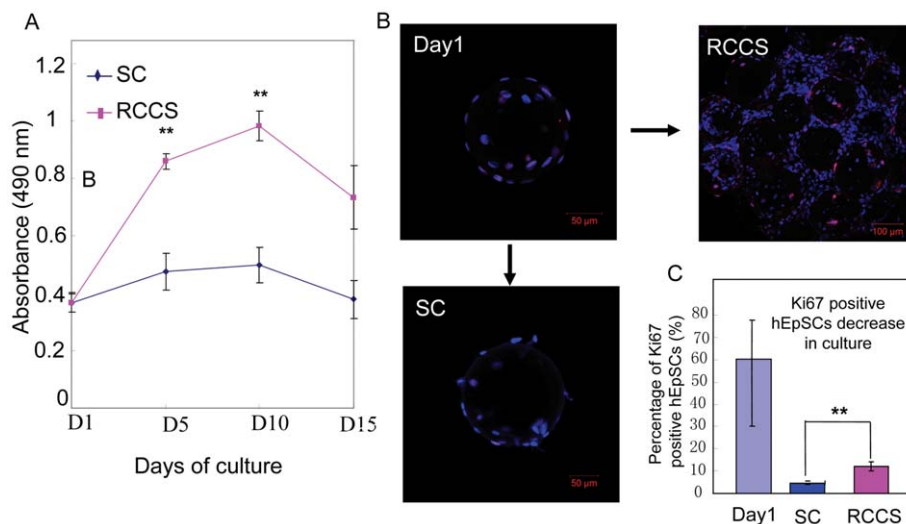 A
SC
RCCS
**
**
B
1.2
1
0.8
0.6
0.4
0.2
0
Absorbance (490 nm)
D1 D5 D10 D15
Days of culture
B
Day1
50 µm
RCCS
100 µm
SC
50 µm
C
Ki67 positive
hEpSCs decrease
in culture
**
80
70
60
50
40
30
20
10
0
Percentage of Ki67
positive hEpSCs (%)
Day1 SC RCCS